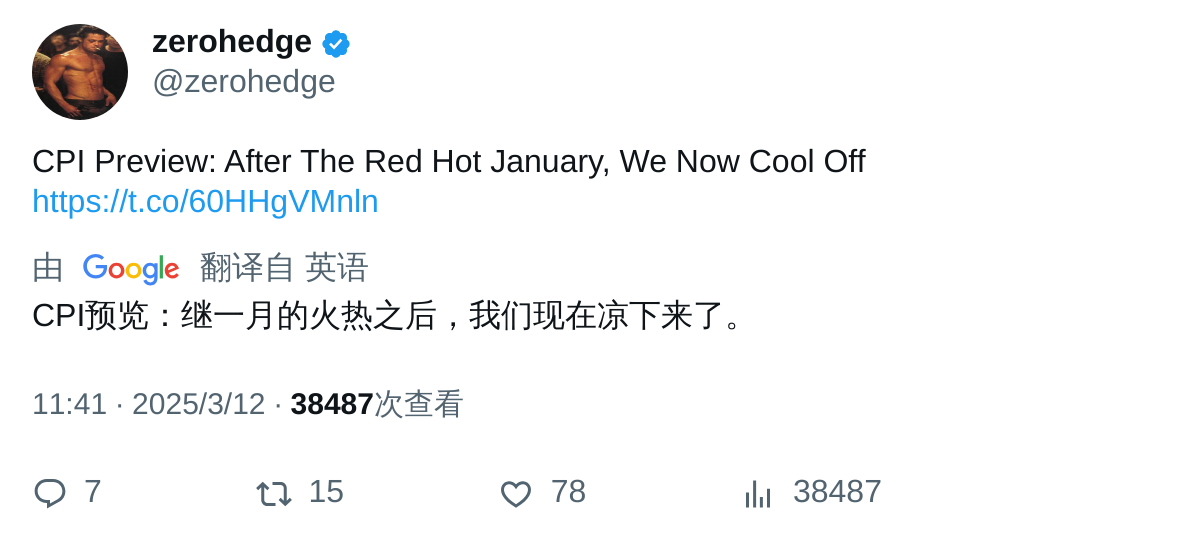 zerohedge
@zerohedge
CPI Preview: After The Red Hot January, We Now Cool Off
https://t.co/60HHgVMnln
由 Google 翻译自 英语
CPI预览：继一月的火热之后，我们现在凉下来了。
11:41 · 2025/3/12 · 38487次查看
7 15 78 38487